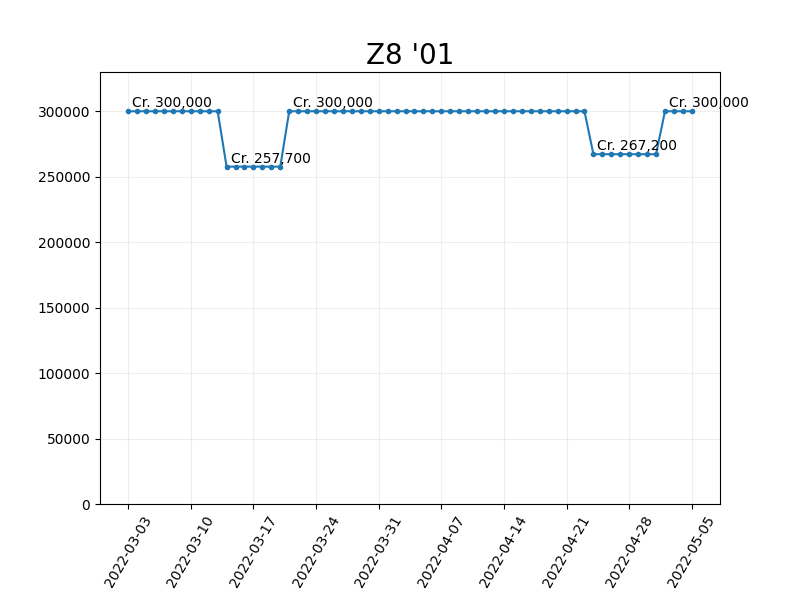 Z8 '01
Cr. 300,000
Cr. 300,000
Cr. 300,000
Cr. 267,200
Cr. 257,700
300000
250000
200000
150000
100000
50000
0
2022-03-03
2022-03-10
2022-03-17
2022-03-24
2022-03-31
2022-04-07
2022-04-14
2022-04-21
2022-04-28
2022-05-05